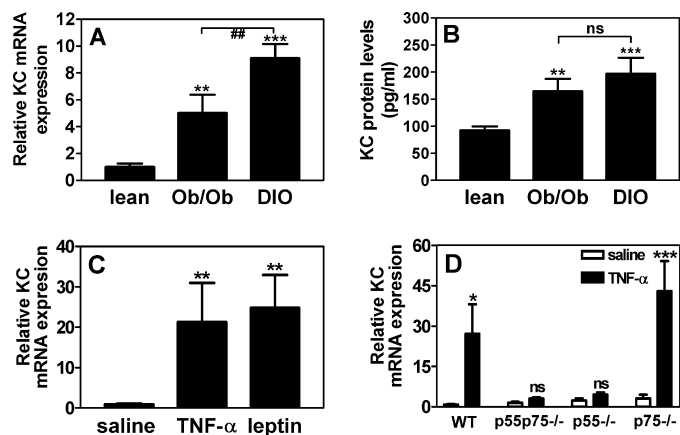 A
Relative KC mRNA
expression
12
10
8
6
4
2
0
**
##
***
lean Ob/Ob DIO
B
KC protein levels
(pg/ml)
300
250
200
150
100
50
0
**
ns
***
lean Ob/Ob DIO
C
Relative KC
mRNA expresion
40
30
20
10
0
**
**
saline TNF-α leptin
D
Relative KC
mRNA expresion
60
45
30
15
0
saline
TNF-α
*
ns
ns
***
WT p55p75-/- p55-/- p75-/-